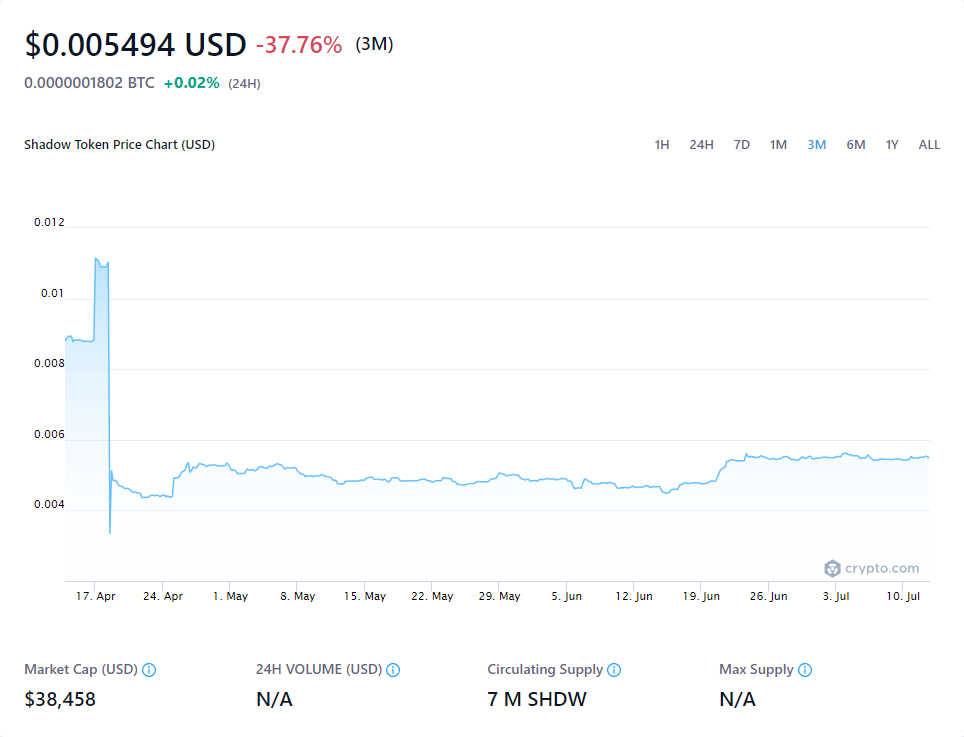 $0.005494 USD -37.76% (3M)
0.0000001802 BTC +0.02% (24H)
Shadow Token Price Chart (USD) 1H 24H 7D 1M 3M 6M 1Y ALL
0.012
0.01
0.008
0.006
0.004
crypto.com
17. Apr 24. Apr 1. May 8. May 15. May 22. May 29. May 5. Jun 12. Jun 19. Jun 26. Jun 3. Jul 10. Jul
Market Cap (USD) 24H VOLUME (USD) Circulating Supply Max Supply
$38,458 N/A 7 M SHDW N/A